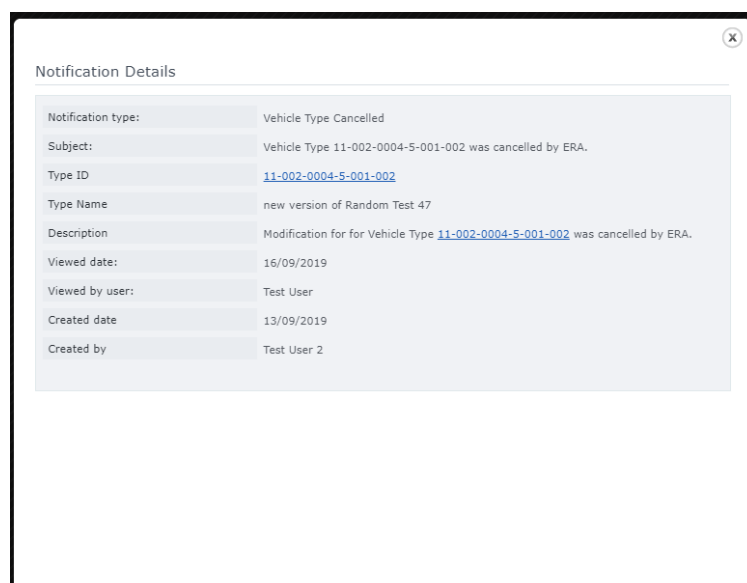 x
Notification Details
Notification type: Vehicle Type Cancelled
Subject: Vehicle Type 11-002-0004-5-001-002 was cancelled by ERA.
Type ID 11-002-0004-5-001-002
Type Name new version of Random Test 47
Description Modification for for Vehicle Type 11-002-0004-5-001-002 was cancelled by ERA.
Viewed date: 16/09/2019
Viewed by user: Test User
Created date 13/09/2019
Created by Test User 2